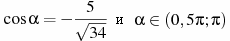 cos α = −5/√34 и α ∈ (0,5π; π)